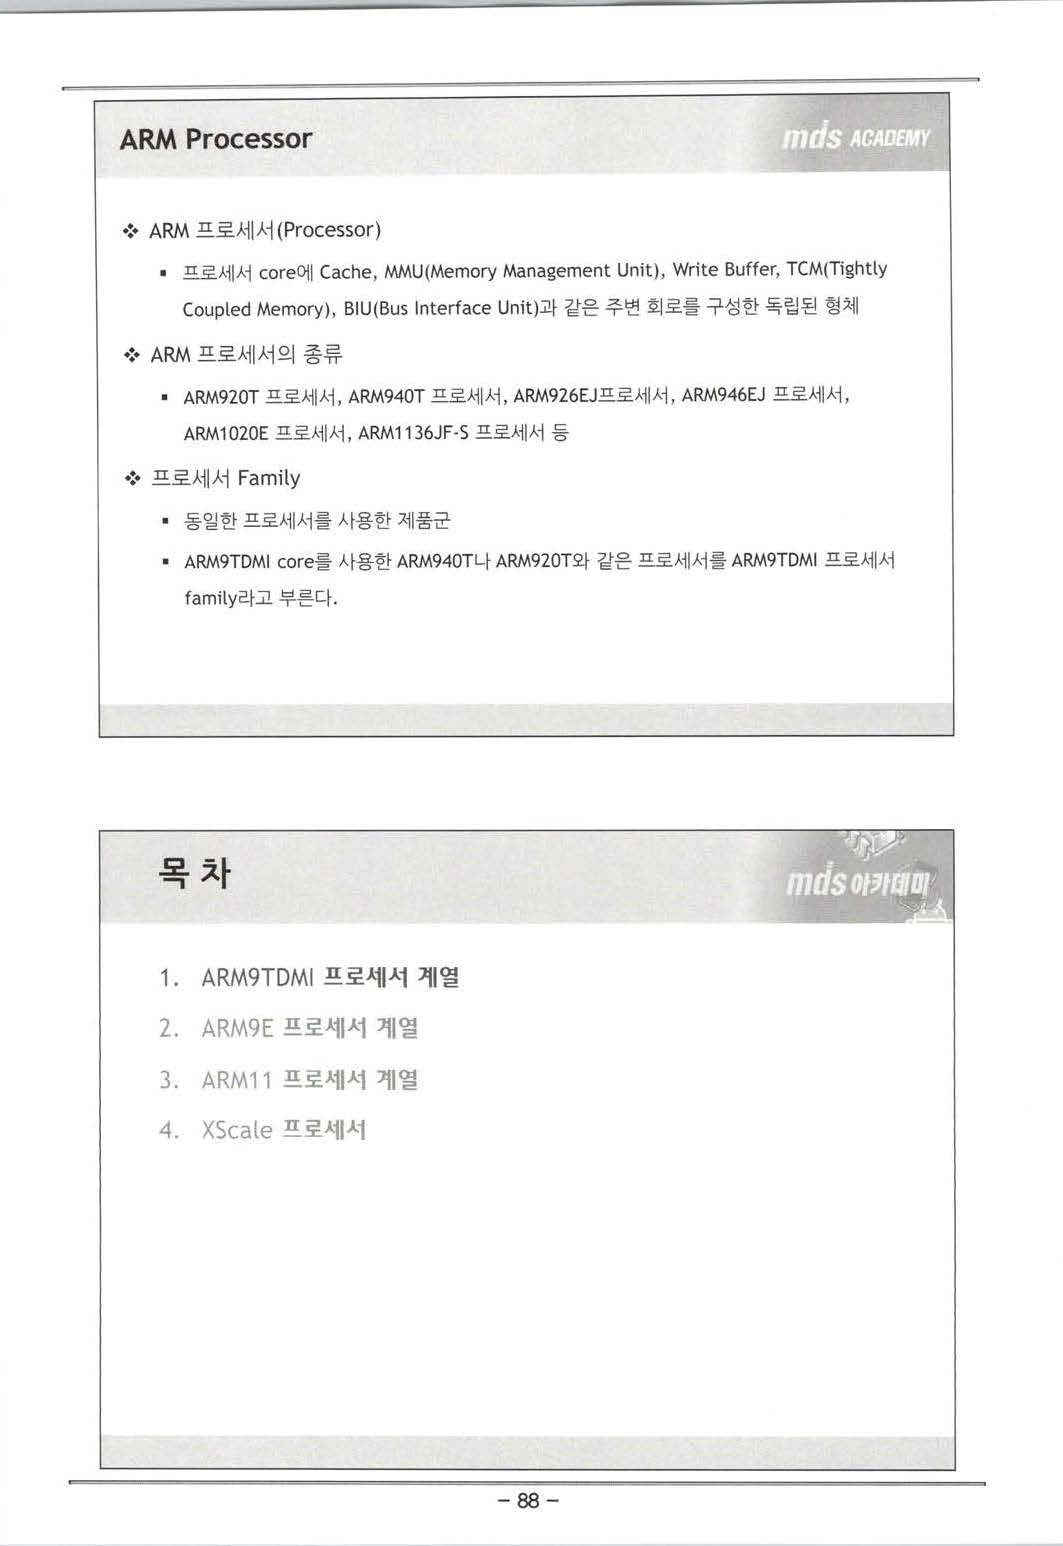 ARM Processor
mds ACADEMY
❖ ARM 프로세서(Processor)
▪ 프로세서 core에 Cache, MMU(Memory Management Unit), Write Buffer, TCM(Tightly
Coupled Memory), BIU(Bus Interface Unit)과 같은 주변 회로를 구성한 독립된 형체
❖ ARM 프로세서의 종류
▪ ARM920T 프로세서, ARM940T 프로세서, ARM926EJ프로세서, ARM946EJ 프로세서,
ARM1020E 프로세서, ARM1136JF-S 프로세서 등
❖ 프로세서 Family
▪ 동일한 프로세서를 사용한 제품군
▪ ARM9TDMI core를 사용한 ARM940T나 ARM920T와 같은 프로세서를 ARM9TDMI 프로세서
family라고 부른다.
목 차
mds 아카데미
1. ARM9TDMI 프로세서 계열
2. ARM9E 프로세서 계열
3. ARM11 프로세서 계열
4. XScale 프로세서
- 88 -